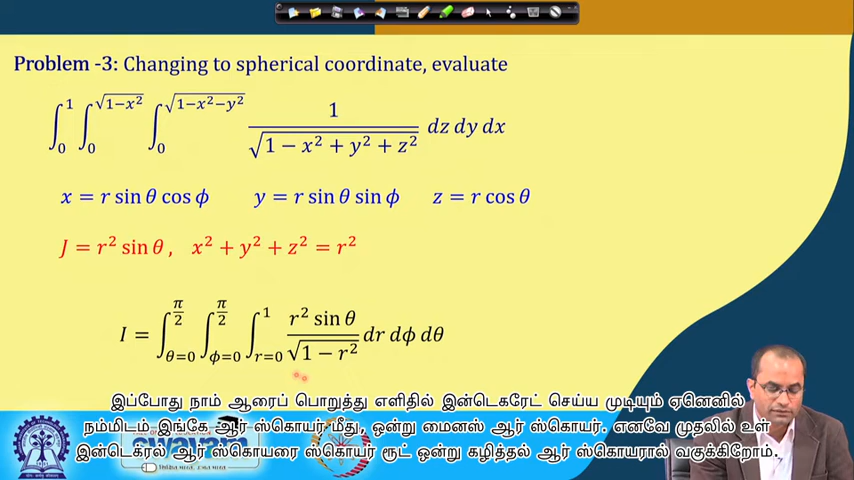 Problem -3: Changing to spherical coordinate, evaluate
∫₀¹ ∫₀^√(1−x²) ∫₀^√(1−x²−y²) 1/√(1 − x² + y² + z²) dz dy dx
x = r sin θ cos ϕ y = r sin θ sin ϕ z = r cos θ
J = r² sin θ , x² + y² + z² = r²
I = ∫_{θ=0}^{π/2} ∫_{ϕ=0}^{π/2} ∫_{r=0}^{1} r² sin θ/√(1 − r²) dr dϕ dθ
இப்போது நாம் ஆரைப் பொறுத்து எளிதில் இன்டெகரேட் செய்ய முடியும் ஏனெனில்
நம்மிடம் இங்கே ஆர் ஸ்கொயர் மீது, ஒன்று மைனஸ் ஆர் ஸ்கொயர். எனவே முதலில் உள்
இன்டெக்ரல் ஆர் ஸ்கொயரை ஸ்கொயர் ரூட் ஒன்று கழித்தல் ஆர் ஸ்கொயரால் வகுக்கிறோம்.
swayam